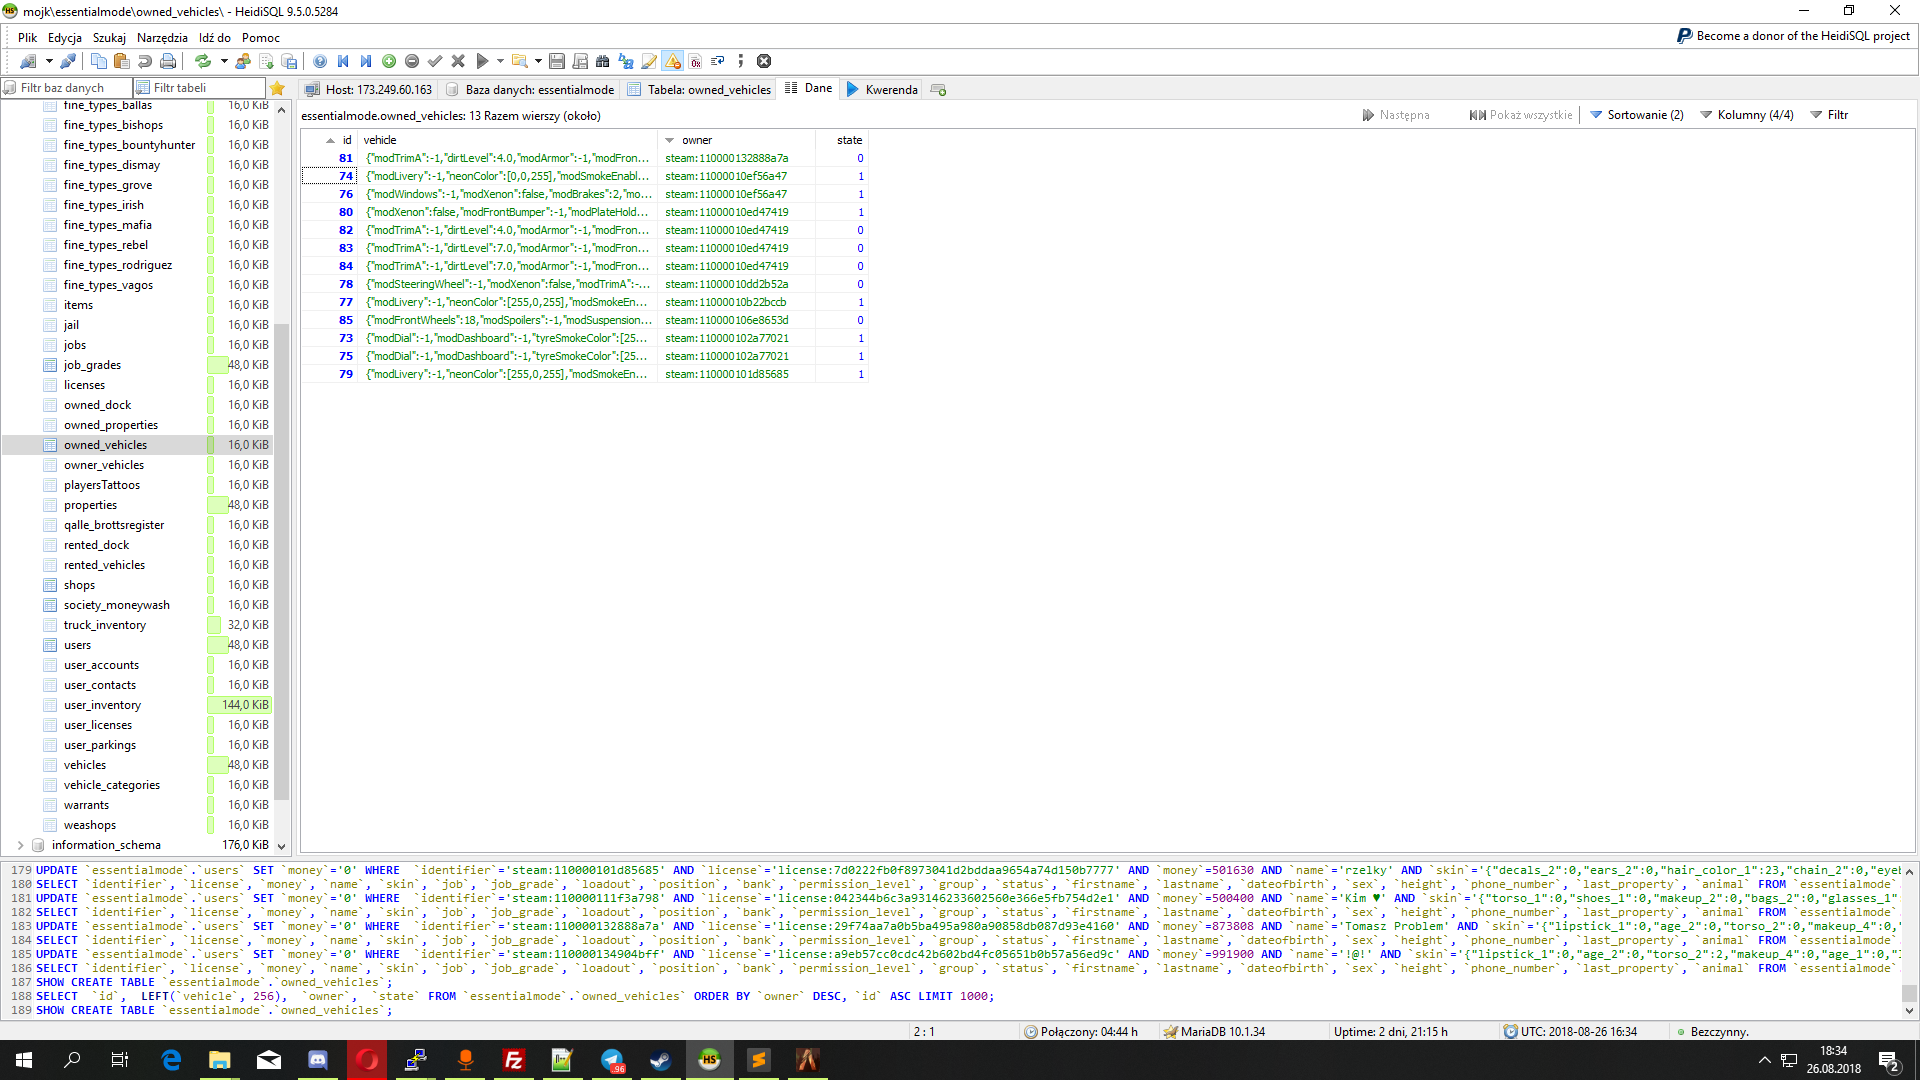 mojk\essentialmode\owned_vehicles\ - HeidiSQL 9.5.0.5284
Plik Edycja Szukaj Narzędzia Idź do Pomoc
Become a donor of the HeidiSQL project
Filtr baz danych Filtr tabeli
Host: 173.249.60.163 Baza danych: essentialmode Tabela: owned_vehicles Dane Kwerenda
essentialmode.owned_vehicles: 13 Razem wierszy (około)
Następna Pokaż wszystkie Sortowanie (2) Kolumny (4/4) Filtr
fine_types_ballas 16,0 KiB
fine_types_bishops 16,0 KiB
fine_types_bountyhunter 16,0 KiB
fine_types_dismay 16,0 KiB
fine_types_grove 16,0 KiB
fine_types_irish 16,0 KiB
fine_types_mafia 16,0 KiB
fine_types_rebel 16,0 KiB
fine_types_rodriguez 16,0 KiB
fine_types_vagos 16,0 KiB
items 16,0 KiB
jail 16,0 KiB
jobs 16,0 KiB
job_grades 48,0 KiB
licenses 16,0 KiB
owned_dock 16,0 KiB
owned_properties 16,0 KiB
owned_vehicles 16,0 KiB
owner_vehicles 16,0 KiB
playersTattoos 16,0 KiB
properties 48,0 KiB
qalle_brottsregister 16,0 KiB
rented_dock 16,0 KiB
rented_vehicles 16,0 KiB
shops 16,0 KiB
society_moneywash 16,0 KiB
truck_inventory 32,0 KiB
users 48,0 KiB
user_accounts 16,0 KiB
user_contacts 16,0 KiB
user_inventory 144,0 KiB
user_licenses 16,0 KiB
user_parkings 16,0 KiB
vehicles 48,0 KiB
vehicle_categories 16,0 KiB
warrants 16,0 KiB
weashops 16,0 KiB
information_schema 176,0 KiB
id vehicle owner state
81 {"modTrimA":-1,"dirtLevel":4.0,"modArmor":-1,"modFron... steam:110000132888a7a 0
74 {"modLivery":-1,"neonColor":[0,0,255],"modSmokeEnabl... steam:11000010ef56a47 1
76 {"modWindows":-1,"modXenon":false,"modBrakes":2,"mo... steam:11000010ef56a47 1
80 {"modXenon":false,"modFrontBumper":-1,"modPlateHold... steam:11000010ed47419 1
82 {"modTrimA":-1,"dirtLevel":4.0,"modArmor":-1,"modFron... steam:11000010ed47419 0
83 {"modTrimA":-1,"dirtLevel":7.0,"modArmor":-1,"modFron... steam:11000010ed47419 0
84 {"modTrimA":-1,"dirtLevel":7.0,"modArmor":-1,"modFron... steam:11000010ed47419 0
78 {"modSteeringWheel":-1,"modXenon":false,"modTrimA":-... steam:11000010dd2b52a 0
77 {"modLivery":-1,"neonColor":[255,0,255],"modSmokeEn... steam:11000010b22bccb 1
85 {"modFrontWheels":18,"modSpoilers":-1,"modSuspension... steam:110000106e8653d 0
73 {"modDial":-1,"modDashboard":-1,"tyreSmokeColor":[25... steam:110000102a77021 1
75 {"modDial":-1,"modDashboard":-1,"tyreSmokeColor":[25... steam:110000102a77021 1
79 {"modLivery":-1,"neonColor":[255,0,255],"modSmokeEn... steam:110000101d85685 1
179 UPDATE `essentialmode`.`users` SET `money`='0' WHERE `identifier`='steam:110000101d85685' AND `license`='license:7d0222fb0f8973041d2bddaa9654a74d150b7777' AND `money`=501630 AND `name`='rzelky' AND `skin`='{"decals_2":0,"ears_2":0,"hair_color_1":23,"chain_2":0,"eyeb
180 SELECT `identifier`, `license`, `money`, `name`, `skin`, `job`, `job_grade`, `loadout`, `position`, `bank`, `permission_level`, `group`, `status`, `firstname`, `lastname`, `dateofbirth`, `sex`, `height`, `phone_number`, `last_property`, `animal` FROM `essentialmode`.
181 UPDATE `essentialmode`.`users` SET `money`='0' WHERE `identifier`='steam:110000111f3a798' AND `license`='license:042344b6c3a93146233602560e366e5fb754d2e1' AND `money`=500400 AND `name`='Kim ♥' AND `skin`='{"torso_1":0,"shoes_1":0,"makeup_2":0,"bags_2":0,"glasses_1":
182 SELECT `identifier`, `license`, `money`, `name`, `skin`, `job`, `job_grade`, `loadout`, `position`, `bank`, `permission_level`, `group`, `status`, `firstname`, `lastname`, `dateofbirth`, `sex`, `height`, `phone_number`, `last_property`, `animal` FROM `essentialmode`.
183 UPDATE `essentialmode`.`users` SET `money`='0' WHERE `identifier`='steam:110000132888a7a' AND `license`='license:29f74aa7a0b5ba495a980a90858db087d93e4160' AND `money`=873808 AND `name`='Tomasz Problem' AND `skin`='{"lipstick_1":0,"age_2":0,"torso_2":2,"makeup_4":0,
184 SELECT `identifier`, `license`, `money`, `name`, `skin`, `job`, `job_grade`, `loadout`, `position`, `bank`, `permission_level`, `group`, `status`, `firstname`, `lastname`, `dateofbirth`, `sex`, `height`, `phone_number`, `last_property`, `animal` FROM `essentialmode`.
185 UPDATE `essentialmode`.`users` SET `money`='0' WHERE `identifier`='steam:110000134904bff' AND `license`='license:a9eb57cc0cdc42b602bd4fc05651b0b57a56ed9c' AND `money`=991900 AND `name`='!@!' AND `skin`='{"lipstick_1":0,"age_2":0,"torso_2":2,"makeup_4":0,"age_1":0,
186 SELECT `identifier`, `license`, `money`, `name`, `skin`, `job`, `job_grade`, `loadout`, `position`, `bank`, `permission_level`, `group`, `status`, `firstname`, `lastname`, `dateofbirth`, `sex`, `height`, `phone_number`, `last_property`, `animal` FROM `essentialmode`.
187 SHOW CREATE TABLE `essentialmode`.`owned_vehicles`;
188 SELECT `id`, LEFT(`vehicle`, 256), `owner`, `state` FROM `essentialmode`.`owned_vehicles` ORDER BY `owner` DESC, `id` ASC LIMIT 1000;
189 SHOW CREATE TABLE `essentialmode`.`owned_vehicles`;
2 : 1 Połączony: 04:44 h MariaDB 10.1.34 Uptime: 2 dni, 21:15 h UTC: 2018-08-26 16:34 Bezczynny.
96
HS
18:34
26.08.2018
2